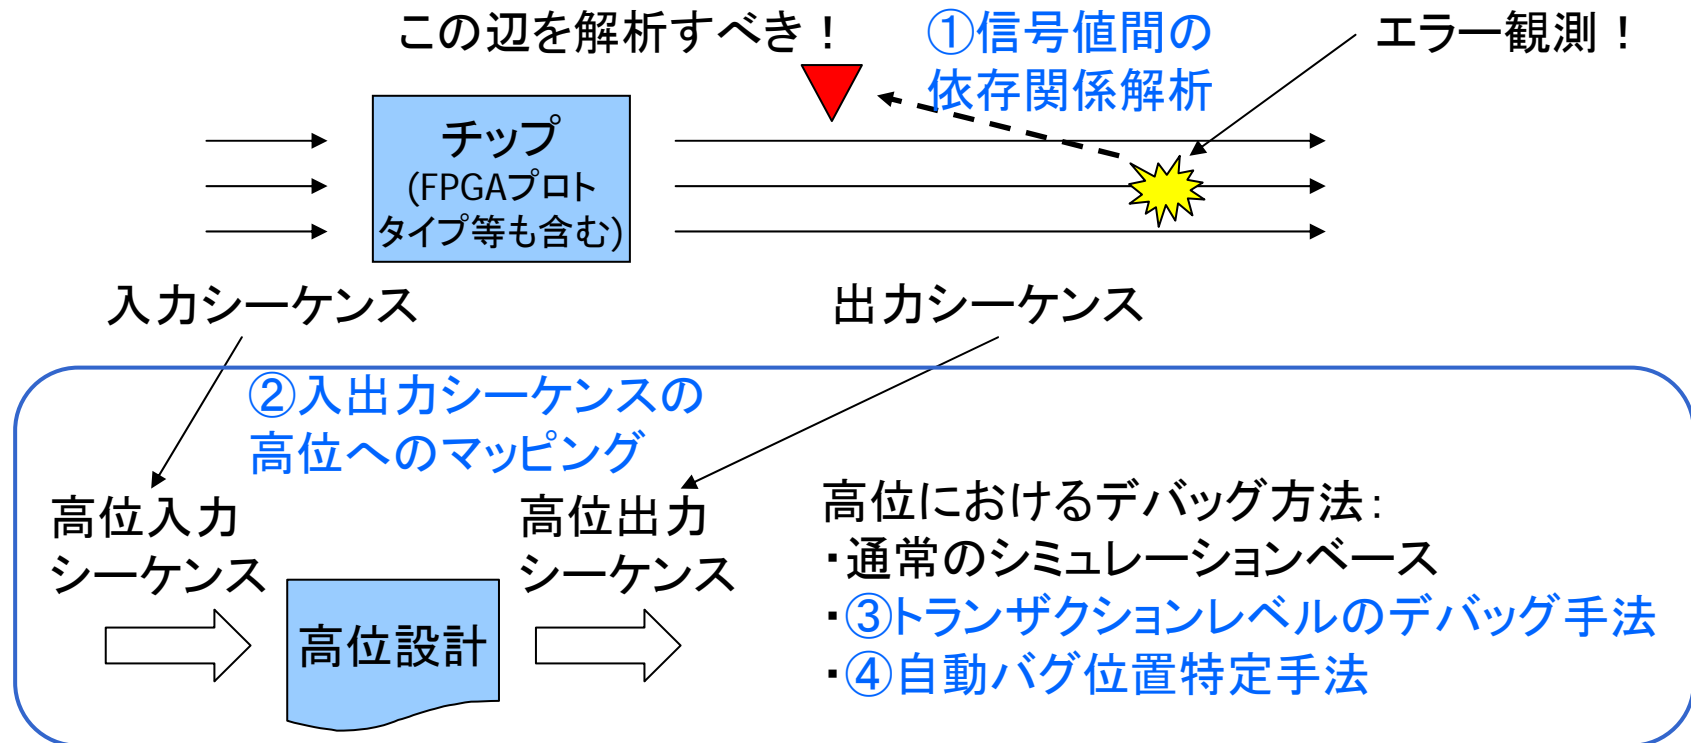 この辺を解析すべき！
①信号値間の
依存関係解析
エラー観測！
チップ
(FPGAプロト
タイプ等も含む)
入力シーケンス
出力シーケンス
②入出力シーケンスの
高位へのマッピング
高位入力
シーケンス
高位設計
高位出力
シーケンス
高位におけるデバッグ方法：
・通常のシミュレーションベース
・③トランザクションレベルのデバッグ手法
・④自動バグ位置特定手法